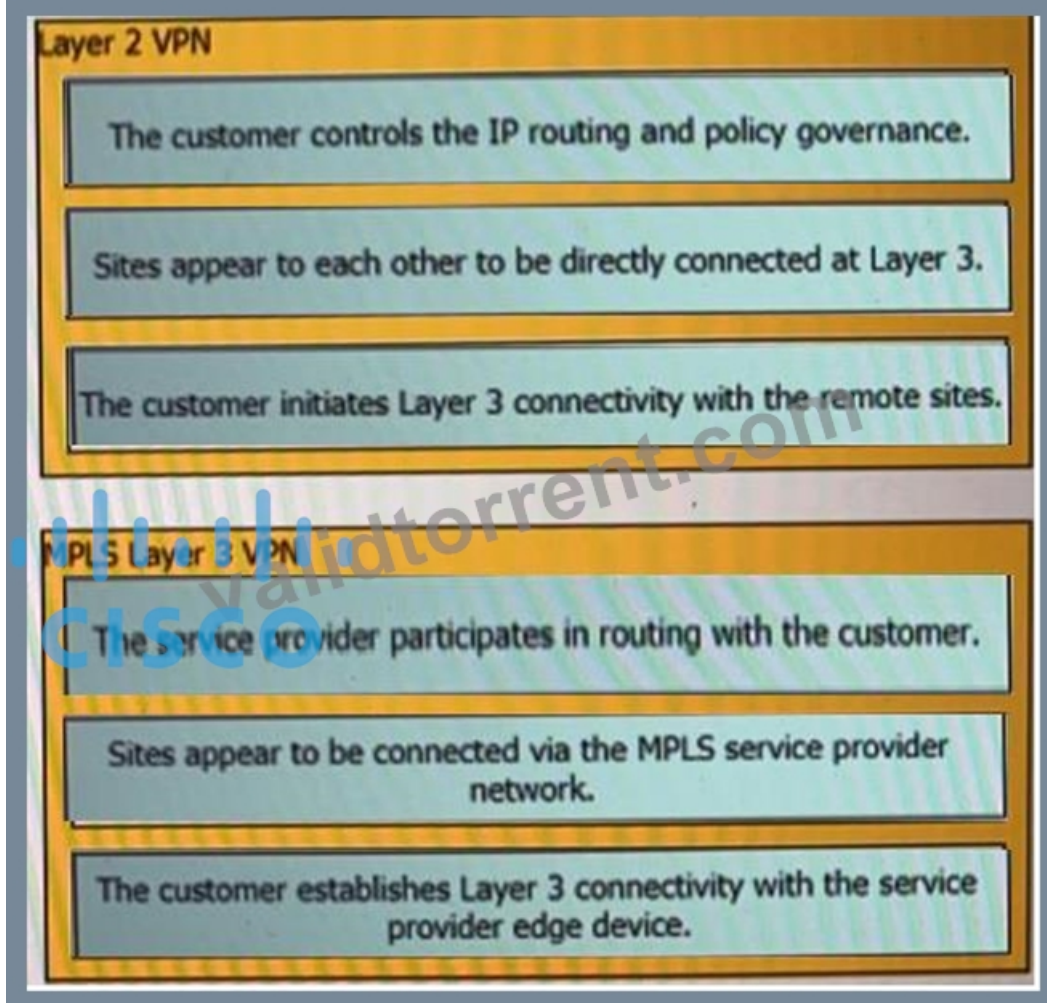 Layer 2 VPN
The customer controls the IP routing and policy governance.
Sites appear to each other to be directly connected at Layer 3.
The customer initiates Layer 3 connectivity with the remote sites.
validtorrent.com
MPLS Layer 3 VPN
CISCO
The service provider participates in routing with the customer.
Sites appear to be connected via the MPLS service provider
network.
The customer establishes Layer 3 connectivity with the service
provider edge device.